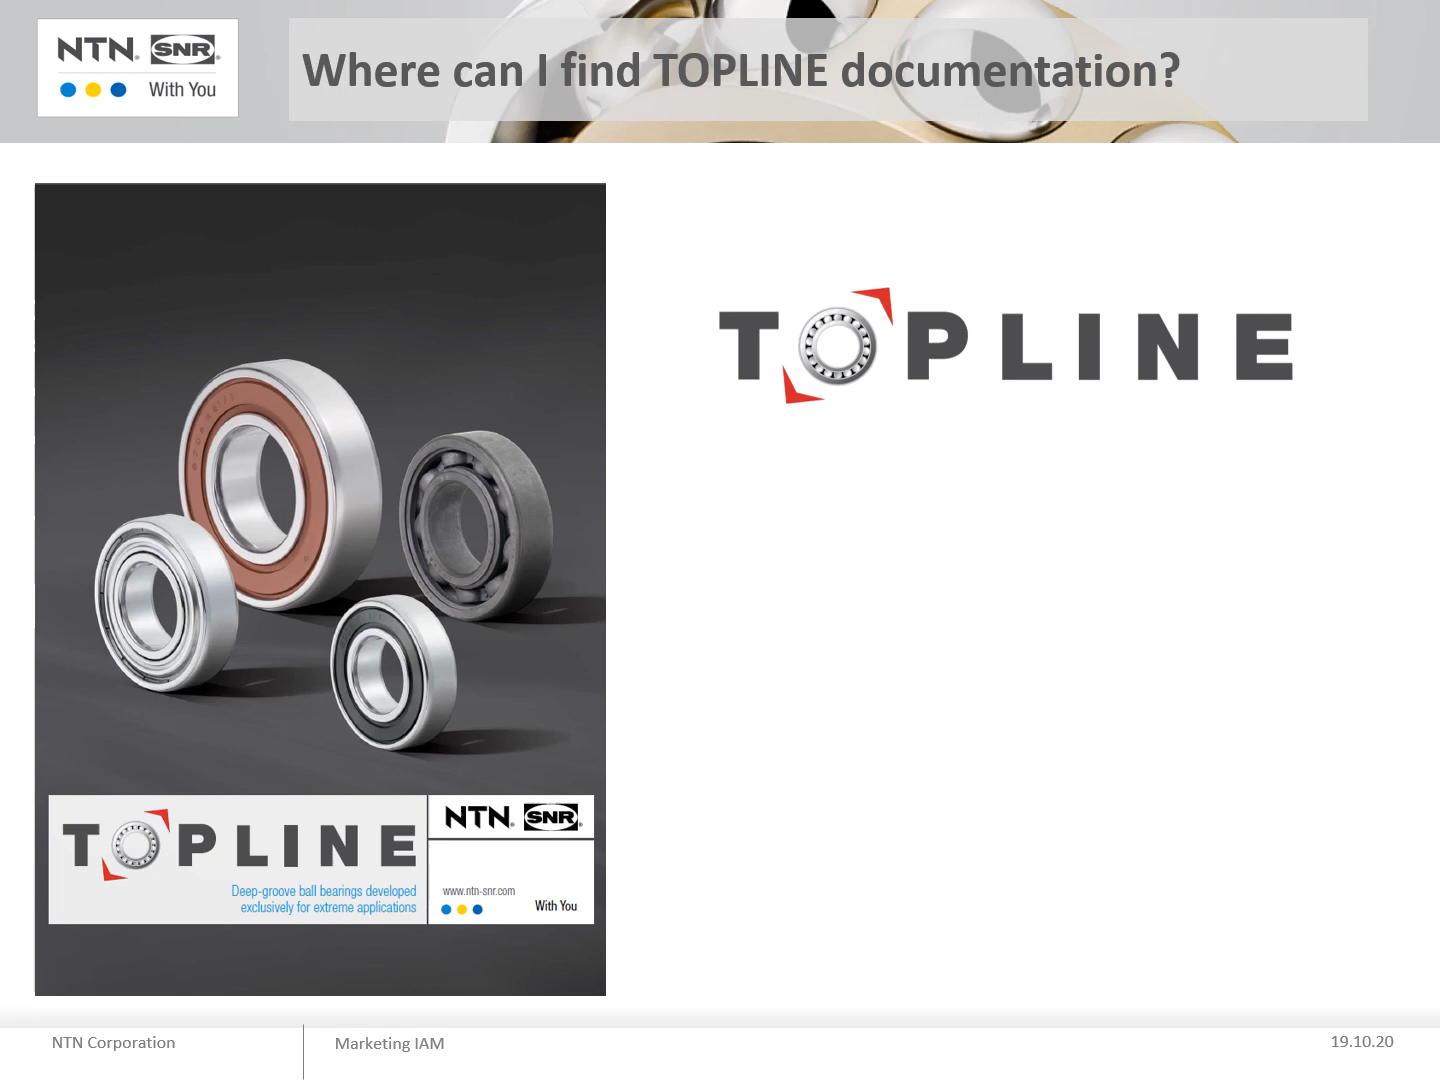 NTN SNR
With You
Where can I find TOPLINE documentation?
TOPLINE
TOPLINE
Deep-groove ball bearings developed
exclusively for extreme applications
NTN SNR
www.ntn-snr.com
With You
NTN Corporation
Marketing IAM
19.10.20